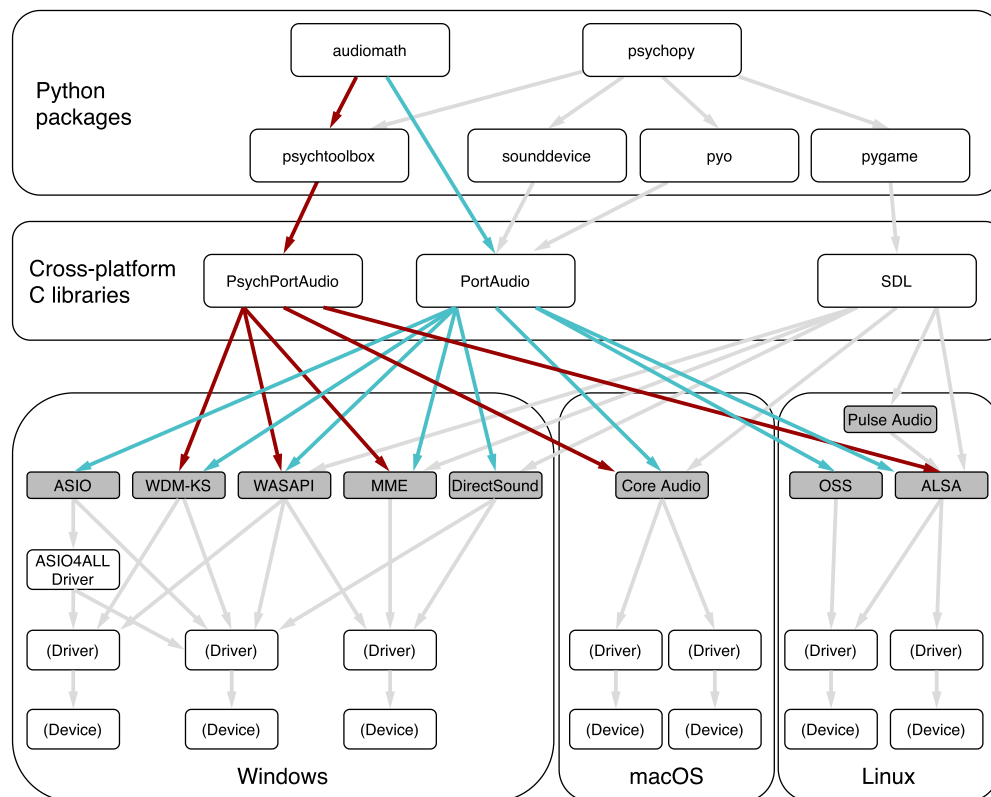 audiomath
psychopy
Python
packages
psychtoolbox
sounddevice
pyo
pygame
Cross-platform
C libraries
PsychPortAudio
PortAudio
SDL
Pulse Audio
ASIO
WDM-KS
WASAPI
MME
DirectSound
Core Audio
OSS
ALSA
ASIO4ALL
Driver
(Driver)
(Driver)
(Driver)
(Driver)
(Driver)
(Driver)
(Driver)
(Device)
(Device)
(Device)
(Device)
(Device)
(Device)
(Device)
Windows
macOS
Linux